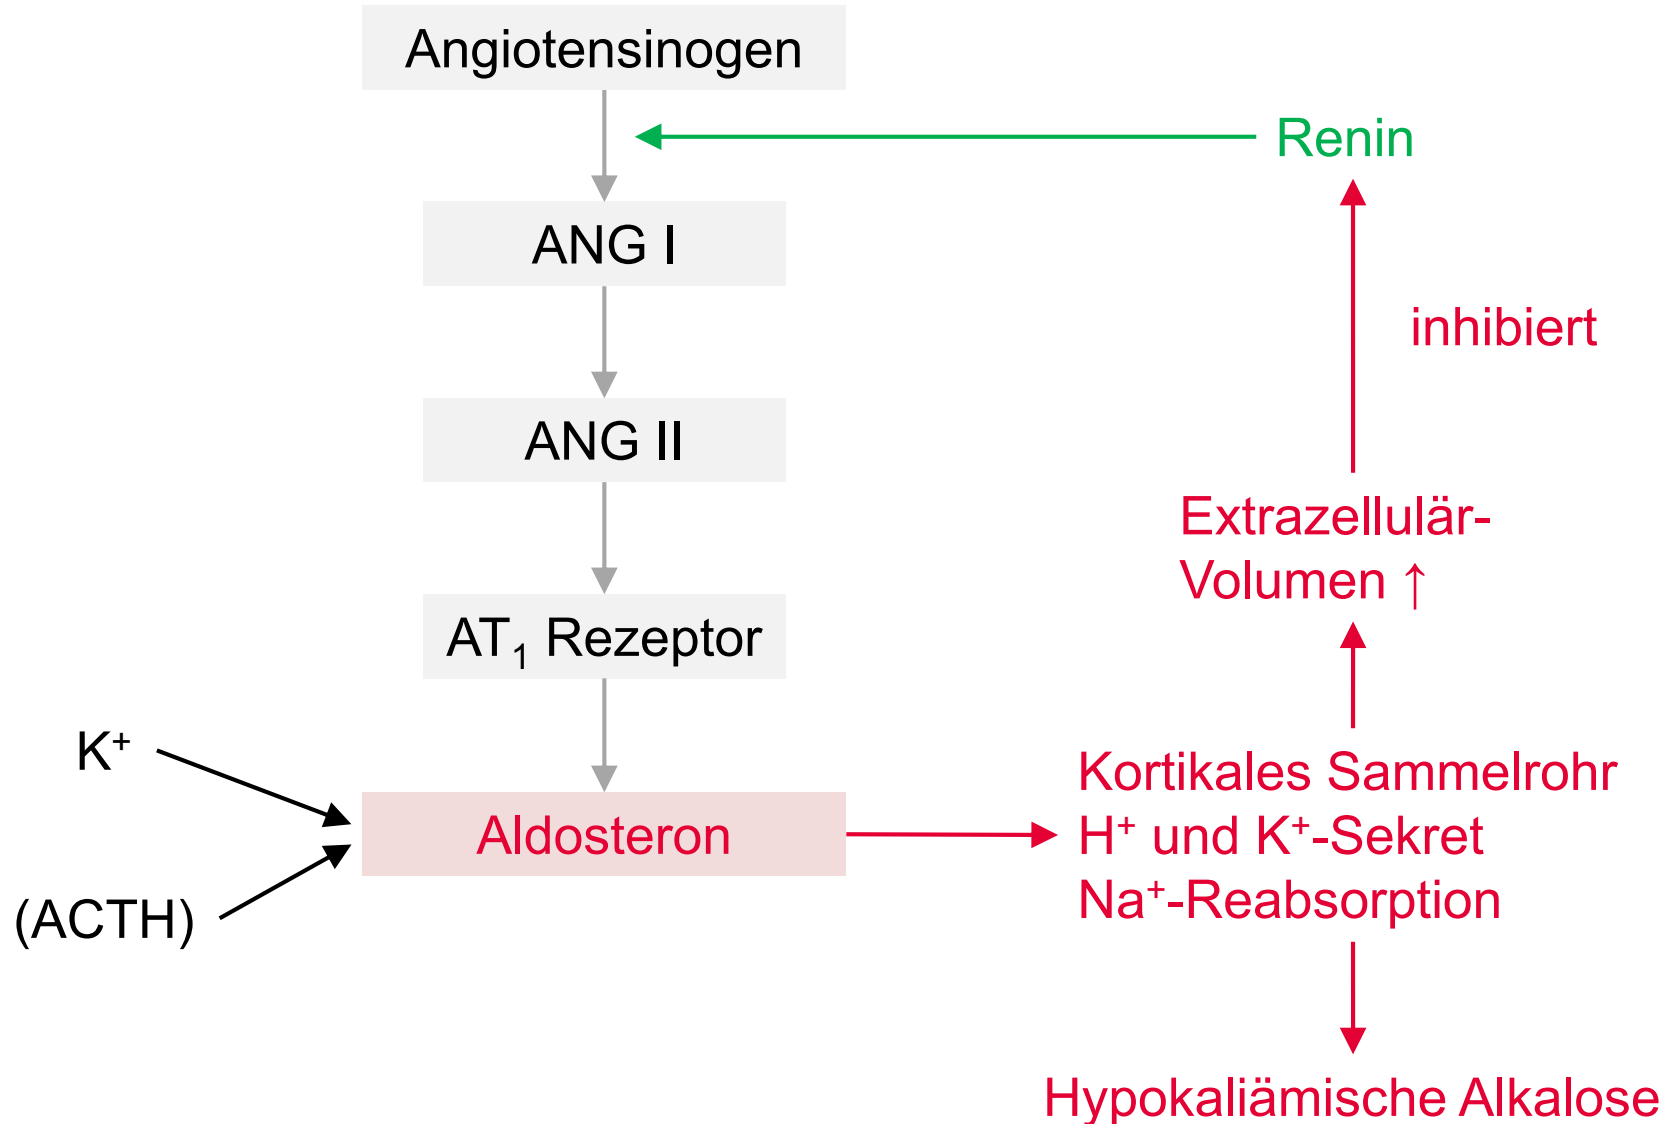 Angiotensinogen
Renin
ANG I
inhibiert
ANG II
Extrazellulär-
Volumen ↑
AT₁ Rezeptor
K⁺
Kortikales Sammelrohr
Aldosteron
H⁺ und K⁺-Sekret
Na⁺-Reabsorption
(ACTH)
Hypokaliämische Alkalose